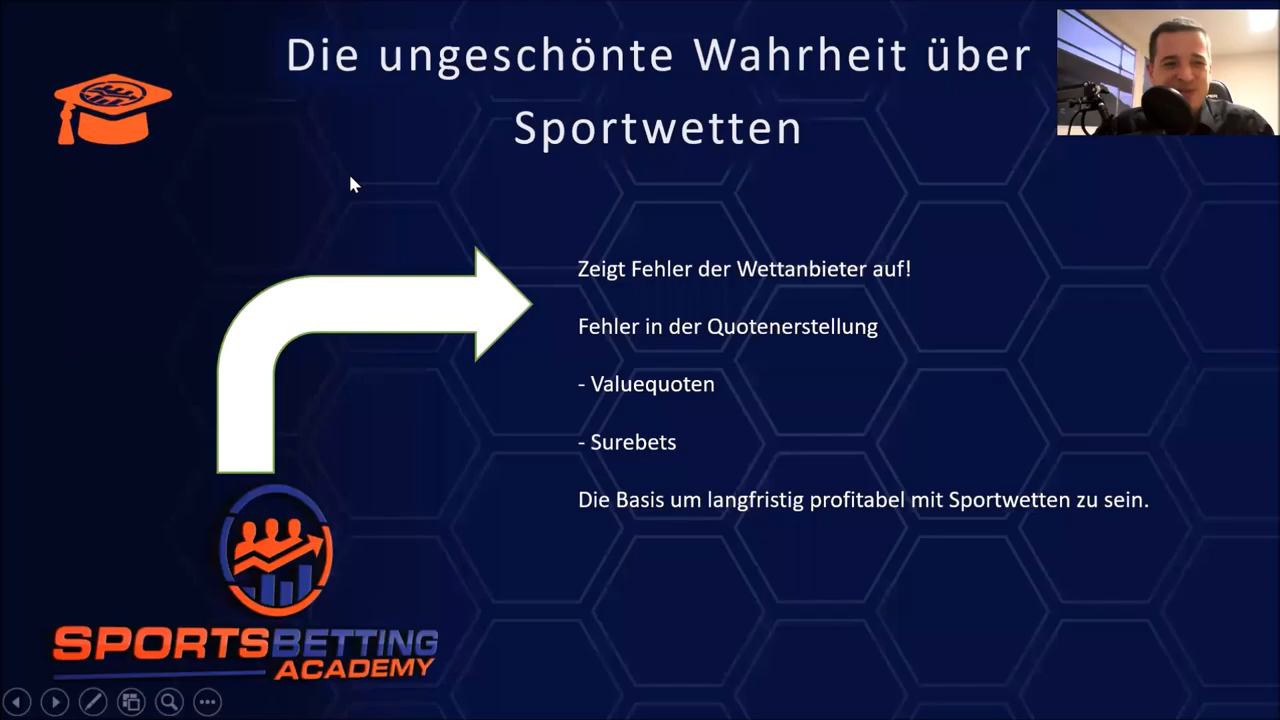 Die ungeschönte Wahrheit über
Sportwetten
Zeigt Fehler der Wettanbieter auf!
Fehler in der Quotenerstellung
- Valuequoten
- Surebets
Die Basis um langfristig profitabel mit Sportwetten zu sein.
SPORTSBETTING
ACADEMY